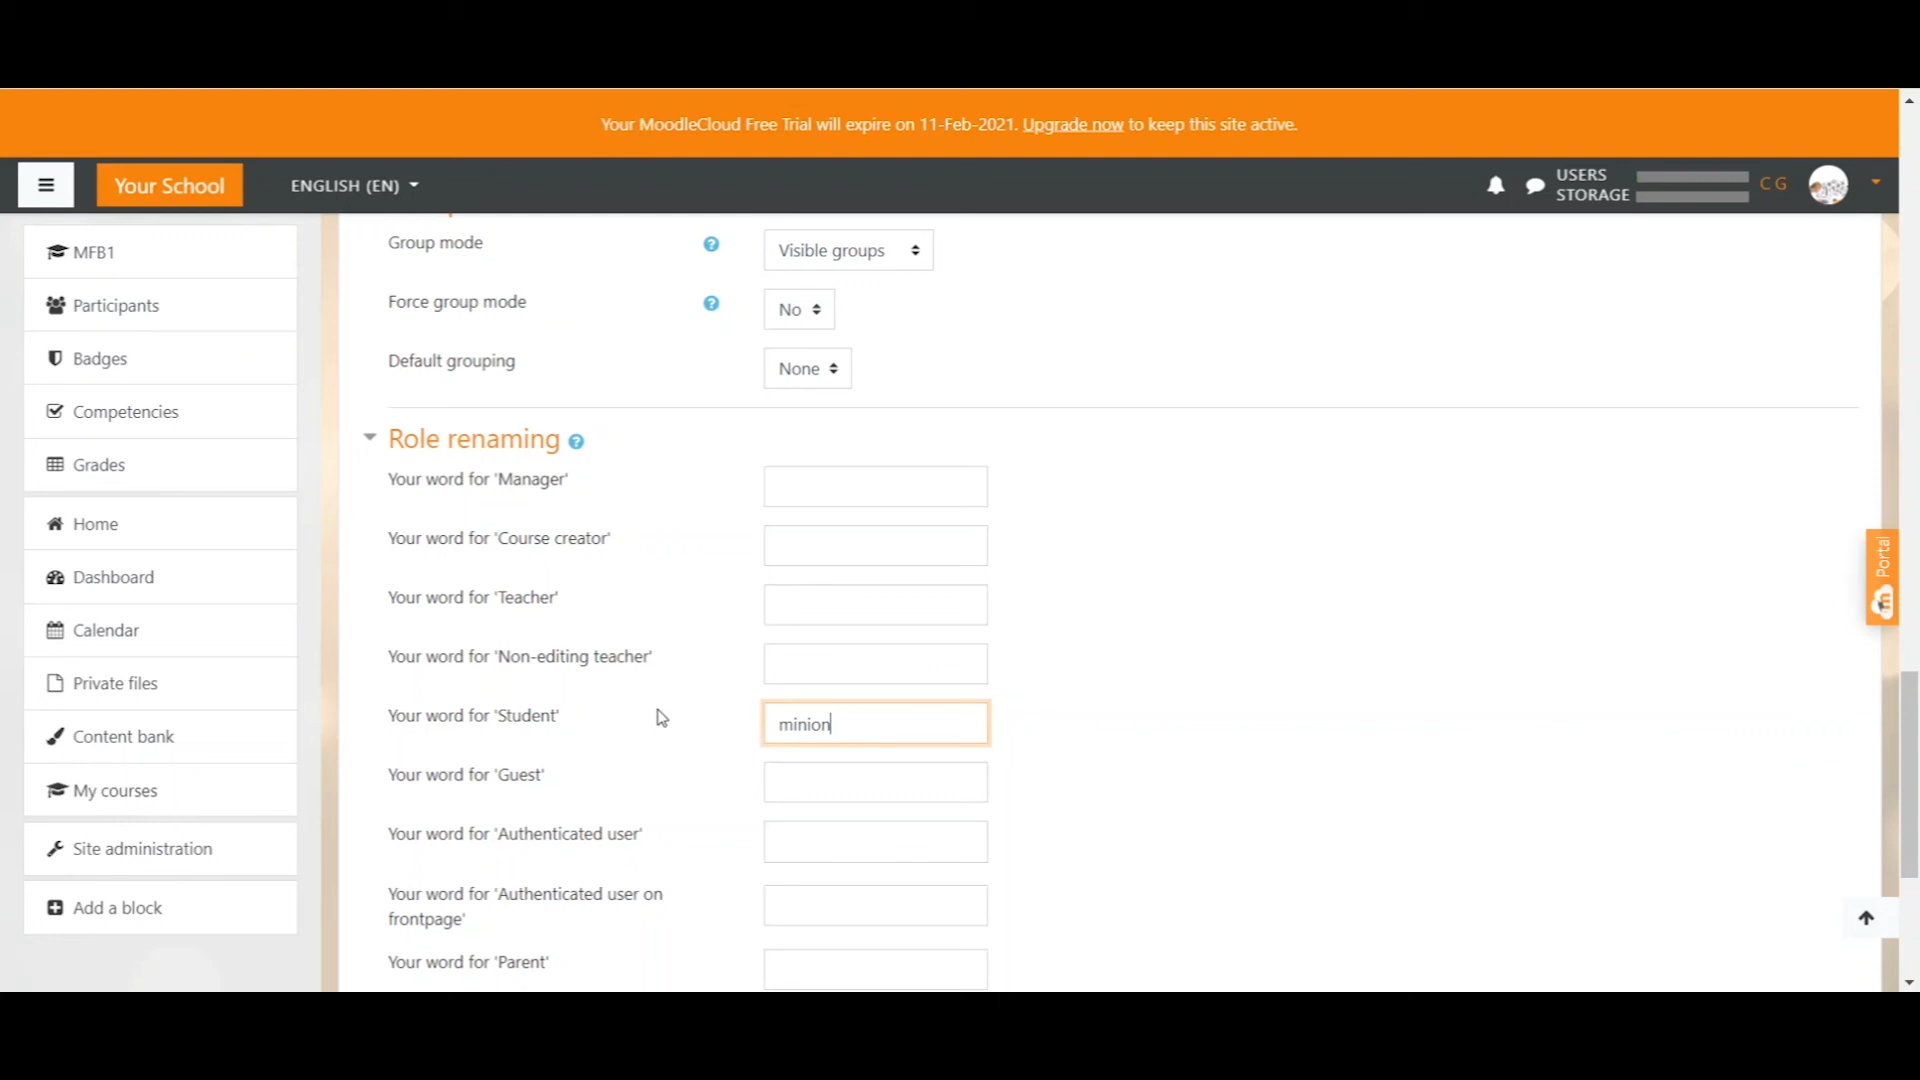 Your MoodleCloud Free Trial will expire on 11-Feb-2021. Upgrade now to keep this site active.
Your School
ENGLISH (EN)
USERS
STORAGE
C G
MFB1
Participants
Badges
Competencies
Grades
Home
Dashboard
Calendar
Private files
Content bank
My courses
Site administration
Add a block
Group mode
Visible groups
Force group mode
No
Default grouping
None
Role renaming
Your word for 'Manager'
Your word for 'Course creator'
Your word for 'Teacher'
Your word for 'Non-editing teacher'
Your word for 'Student'
minion
Your word for 'Guest'
Your word for 'Authenticated user'
Your word for 'Authenticated user on
frontpage'
Your word for 'Parent'
Portal